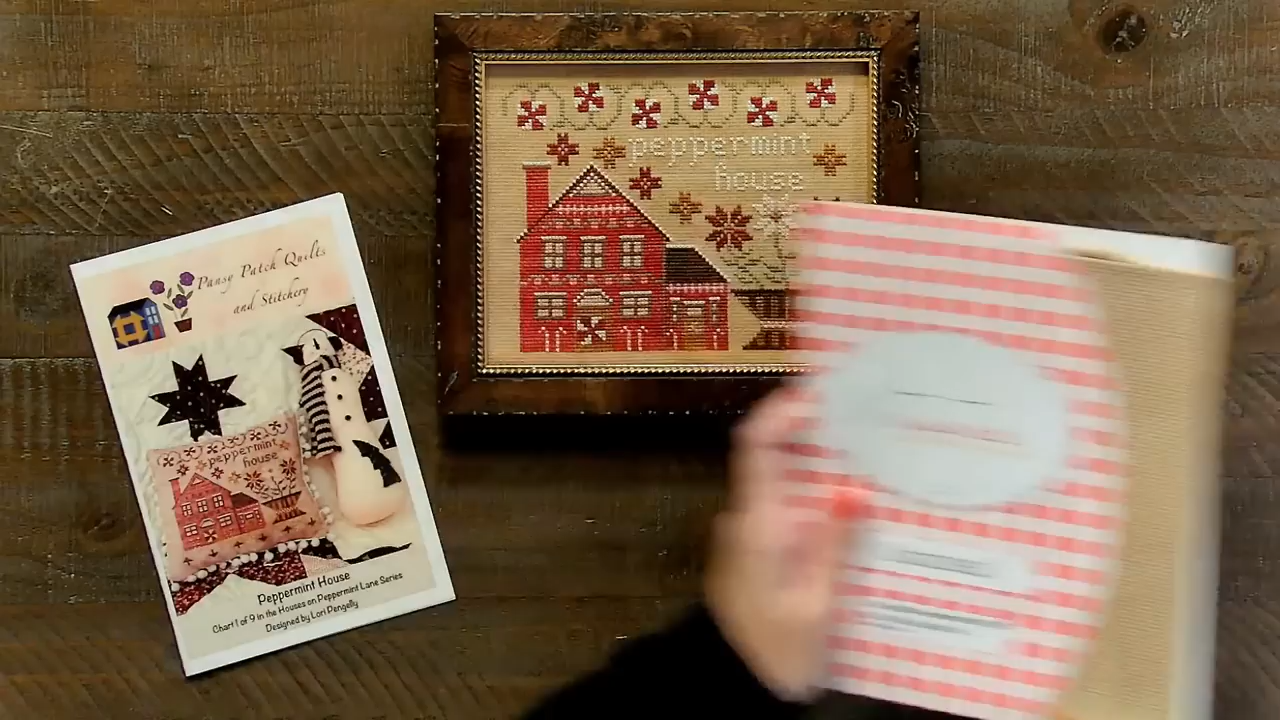 peppermint
house
Pansy Patch Quilts
and Stitchery
peppermint
house
Peppermint House
Chart 1 of 9 in the Houses on Peppermint Lane Series
Designed by Lori Dengelly